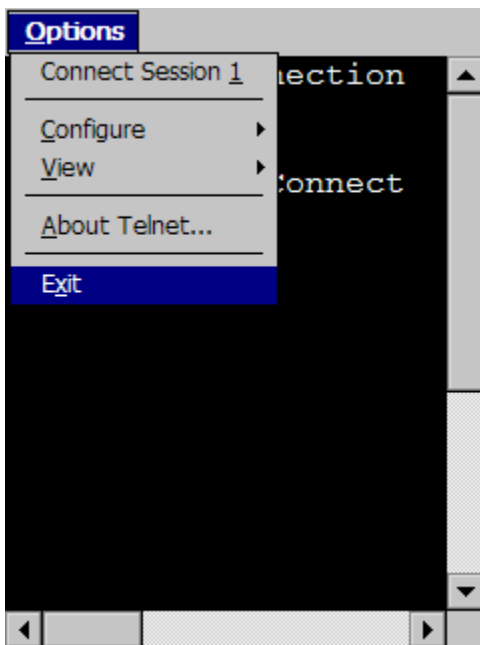 Options
Connect Session 1
Configure
View
About Telnet...
Exit